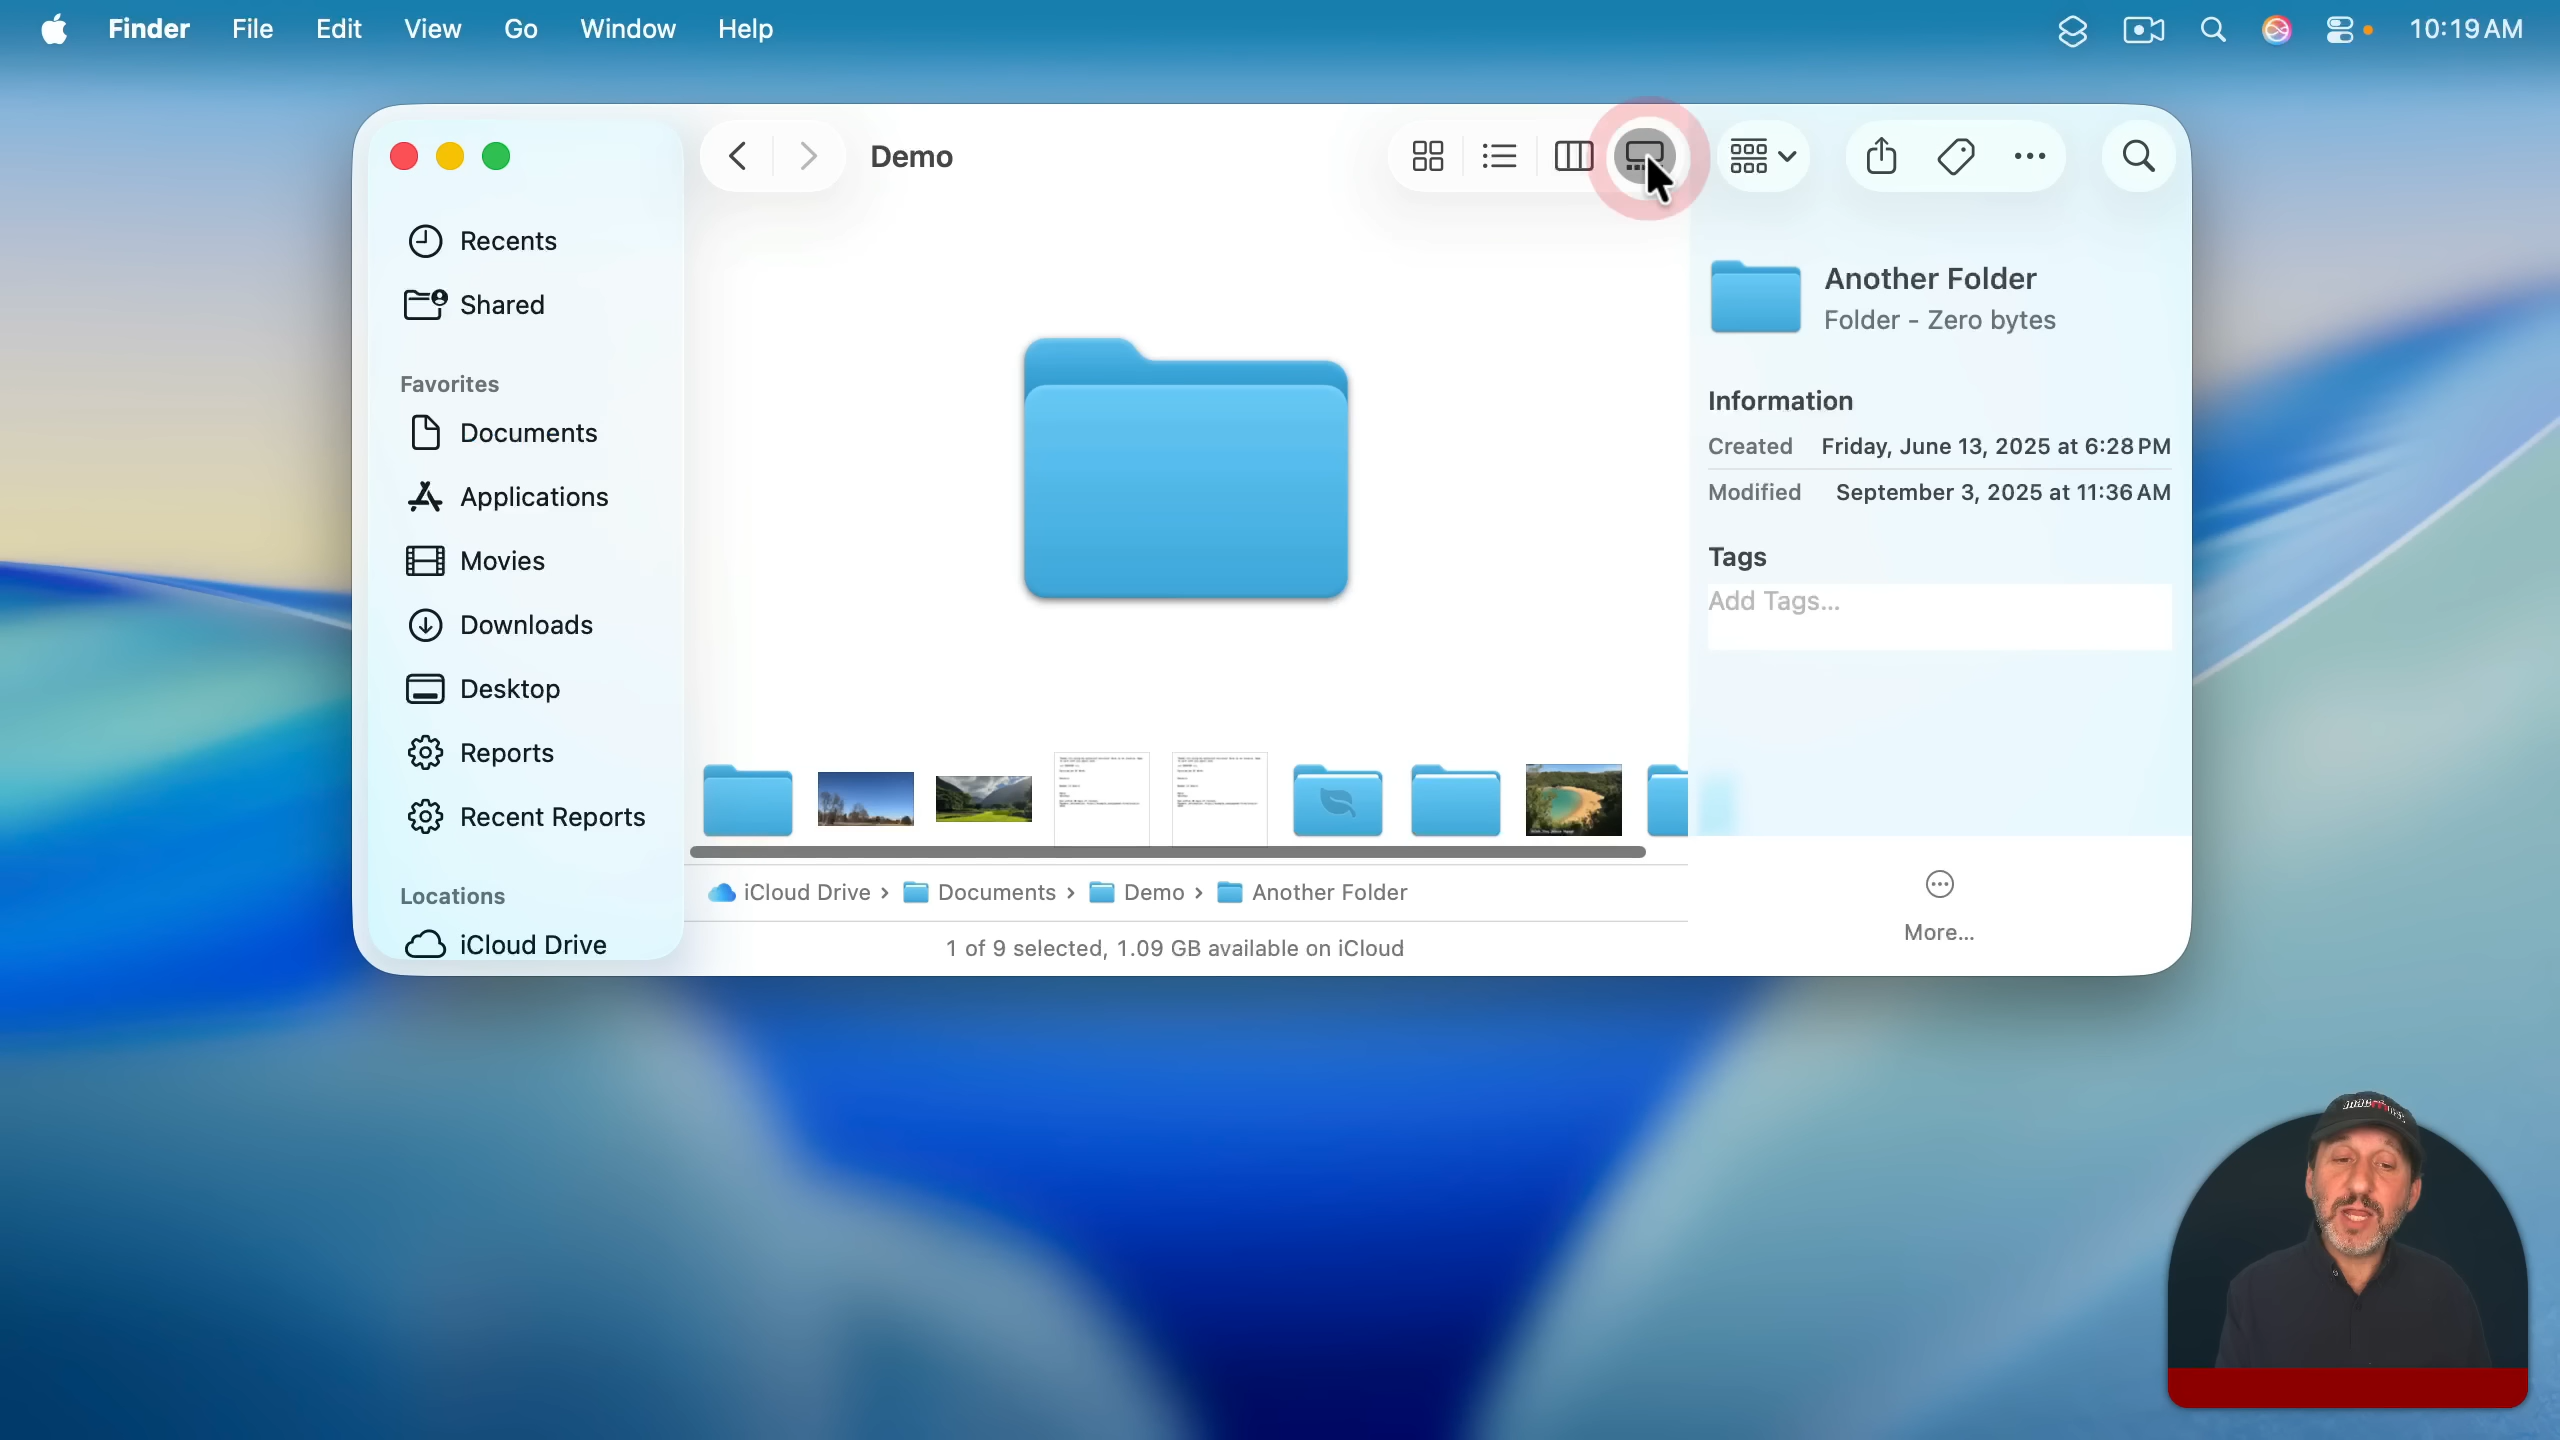 Finder File Edit View Go Window Help 10:19 AM
Demo
Recents
Shared
Favorites
Documents
Applications
Movies
Downloads
Desktop
Reports
Recent Reports
Locations
iCloud Drive
iCloud Drive › Documents › Demo › Another Folder
1 of 9 selected, 1.09 GB available on iCloud
Another Folder
Folder - Zero bytes
Information
Created Friday, June 13, 2025 at 6:28 PM
Modified September 3, 2025 at 11:36 AM
Tags
Add Tags...
More...